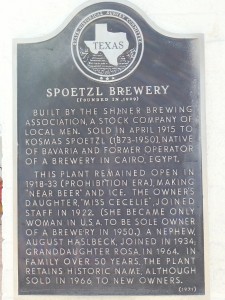 TEXAS
SPOETZL BREWERY
(FOUNDED IN 1909)
BUILT BY THE SHINER BREWING
ASSOCIATION, A STOCK COMPANY OF
LOCAL MEN. SOLD IN APRIL 1915 TO
KOSMAS SPOETZL (1873-1950), NATIVE
OF BAVARIA AND FORMER OPERATOR
OF A BREWERY IN CAIRO, EGYPT.
THIS PLANT REMAINED OPEN IN
1918-33 (PROHIBITION ERA), MAKING
"NEAR BEER" AND ICE. THE OWNER'S
DAUGHTER, "MISS CECELIE", JOINED
STAFF IN 1922. (SHE BECAME ONLY
WOMAN IN U.S.A. TO BE SOLE OWNER
OF A BREWERY IN 1950.) A NEPHEW,
AUGUST HASLBECK, JOINED IN 1934,
GRANDDAUGHTER ROSA, IN 1964. IN
FAMILY OVER 50 YEARS, THE PLANT
RETAINS HISTORIC NAME, ALTHOUGH
SOLD IN 1966 TO NEW OWNERS.